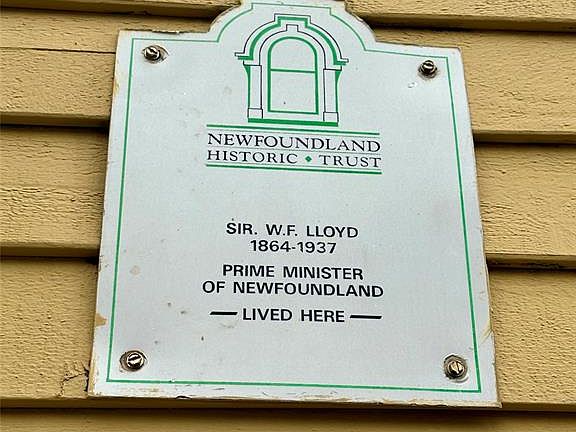 NEWFOUNDLAND
HISTORIC ◆ TRUST
SIR. W.F. LLOYD
1864-1937
PRIME MINISTER
OF NEWFOUNDLAND
— LIVED HERE —